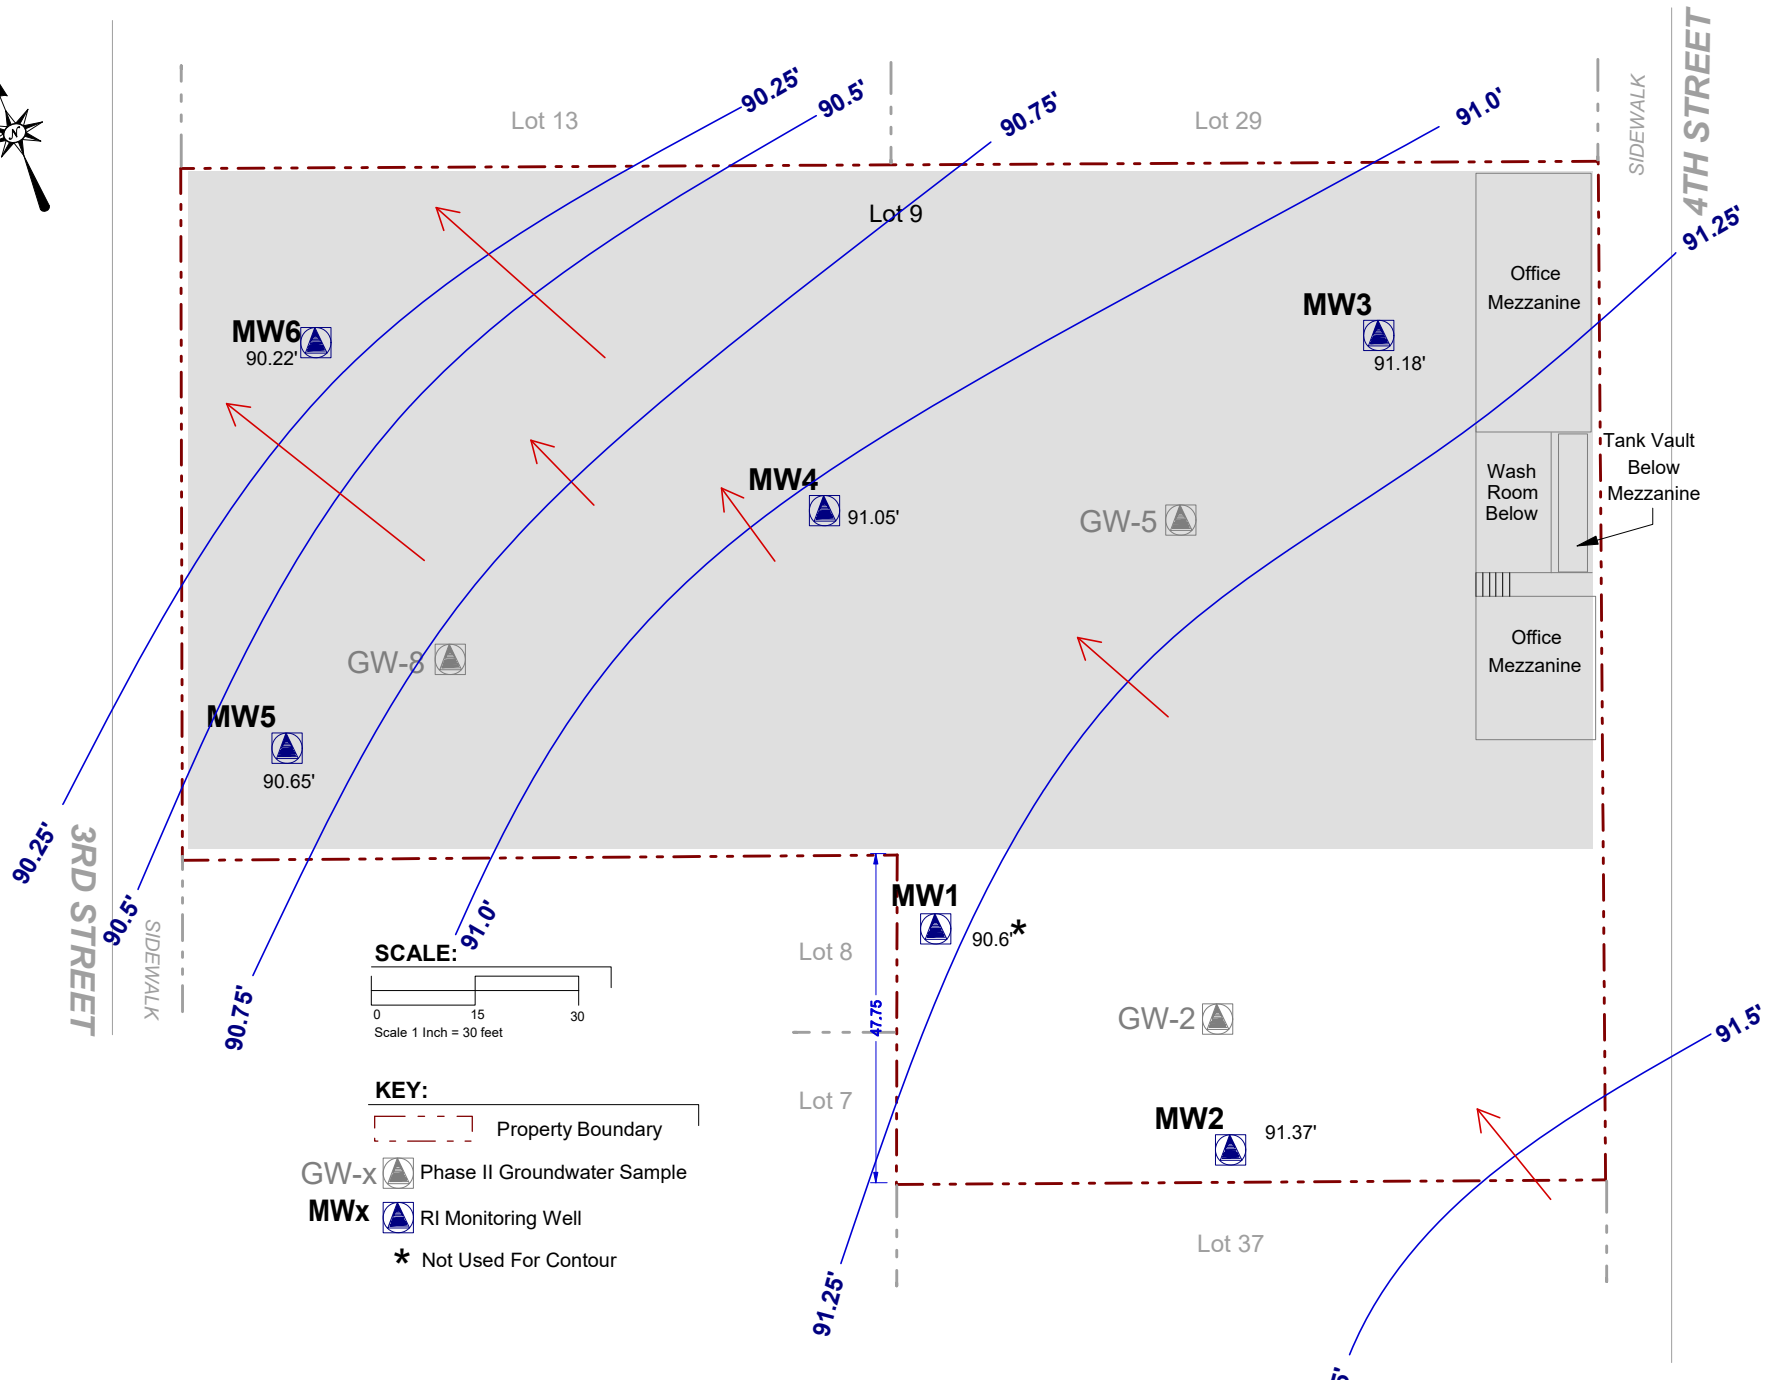 90.25'
90.5'
90.75'
91.0'
91.25'
4TH STREET
SIDEWALK
Lot 13
Lot 29
N
Lot 9
Office
Mezzanine
MW3
91.18'
MW6
90.22'
Tank Vault
Below
Mezzanine
Wash
Room
Below
MW4
91.05'
GW-5
Office
Mezzanine
GW-8
MW5
90.65'
90.25'
3RD STREET
90.5'
SIDEWALK
90.75'
91.0'
MW1
90.6'*
Lot 8
47.75
Lot 7
GW-2
91.5'
MW2
91.37'
Lot 37
91.25'
5'
SCALE:
0 15 30
Scale 1 Inch = 30 feet
KEY:
Property Boundary
GW-x Phase II Groundwater Sample
MWx RI Monitoring Well
* Not Used For Contour